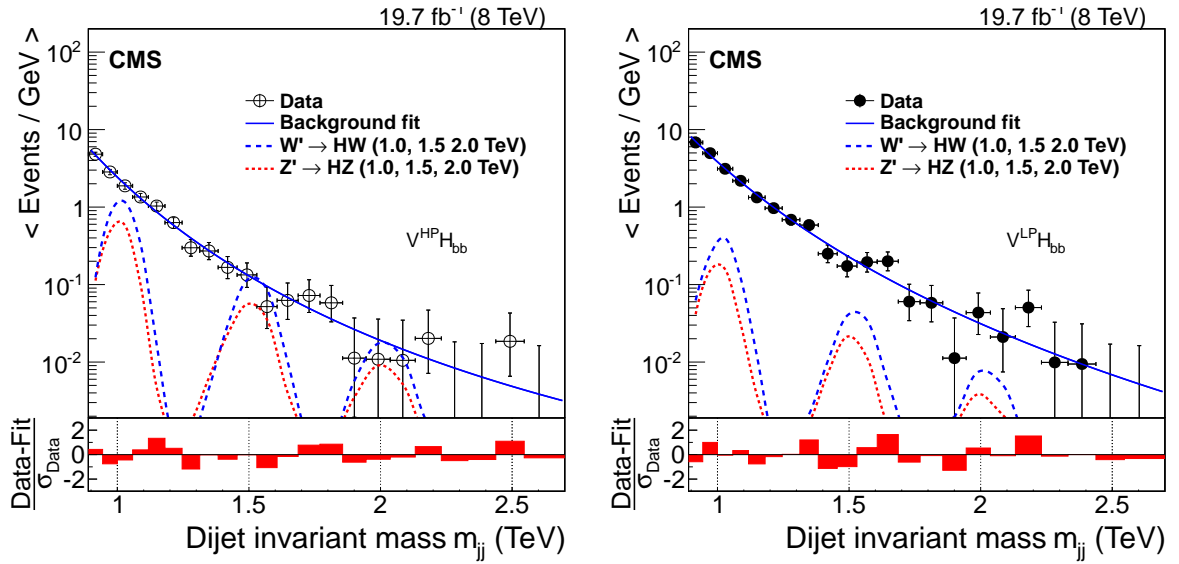 19.7 fb⁻¹ (8 TeV)
< Events / GeV >
10²
10
1
10⁻¹
10⁻²
CMS
Data
Background fit
W' → HW (1.0, 1.5 2.0 TeV)
Z' → HZ (1.0, 1.5, 2.0 TeV)
V^HP H_bb
Data-Fit
σ_Data
2
0
-2
1
1.5
2
2.5
Dijet invariant mass m_jj (TeV)
19.7 fb⁻¹ (8 TeV)
< Events / GeV >
10²
10
1
10⁻¹
10⁻²
CMS
Data
Background fit
W' → HW (1.0, 1.5 2.0 TeV)
Z' → HZ (1.0, 1.5, 2.0 TeV)
V^LP H_bb
Data-Fit
σ_Data
2
0
-2
1
1.5
2
2.5
Dijet invariant mass m_jj (TeV)